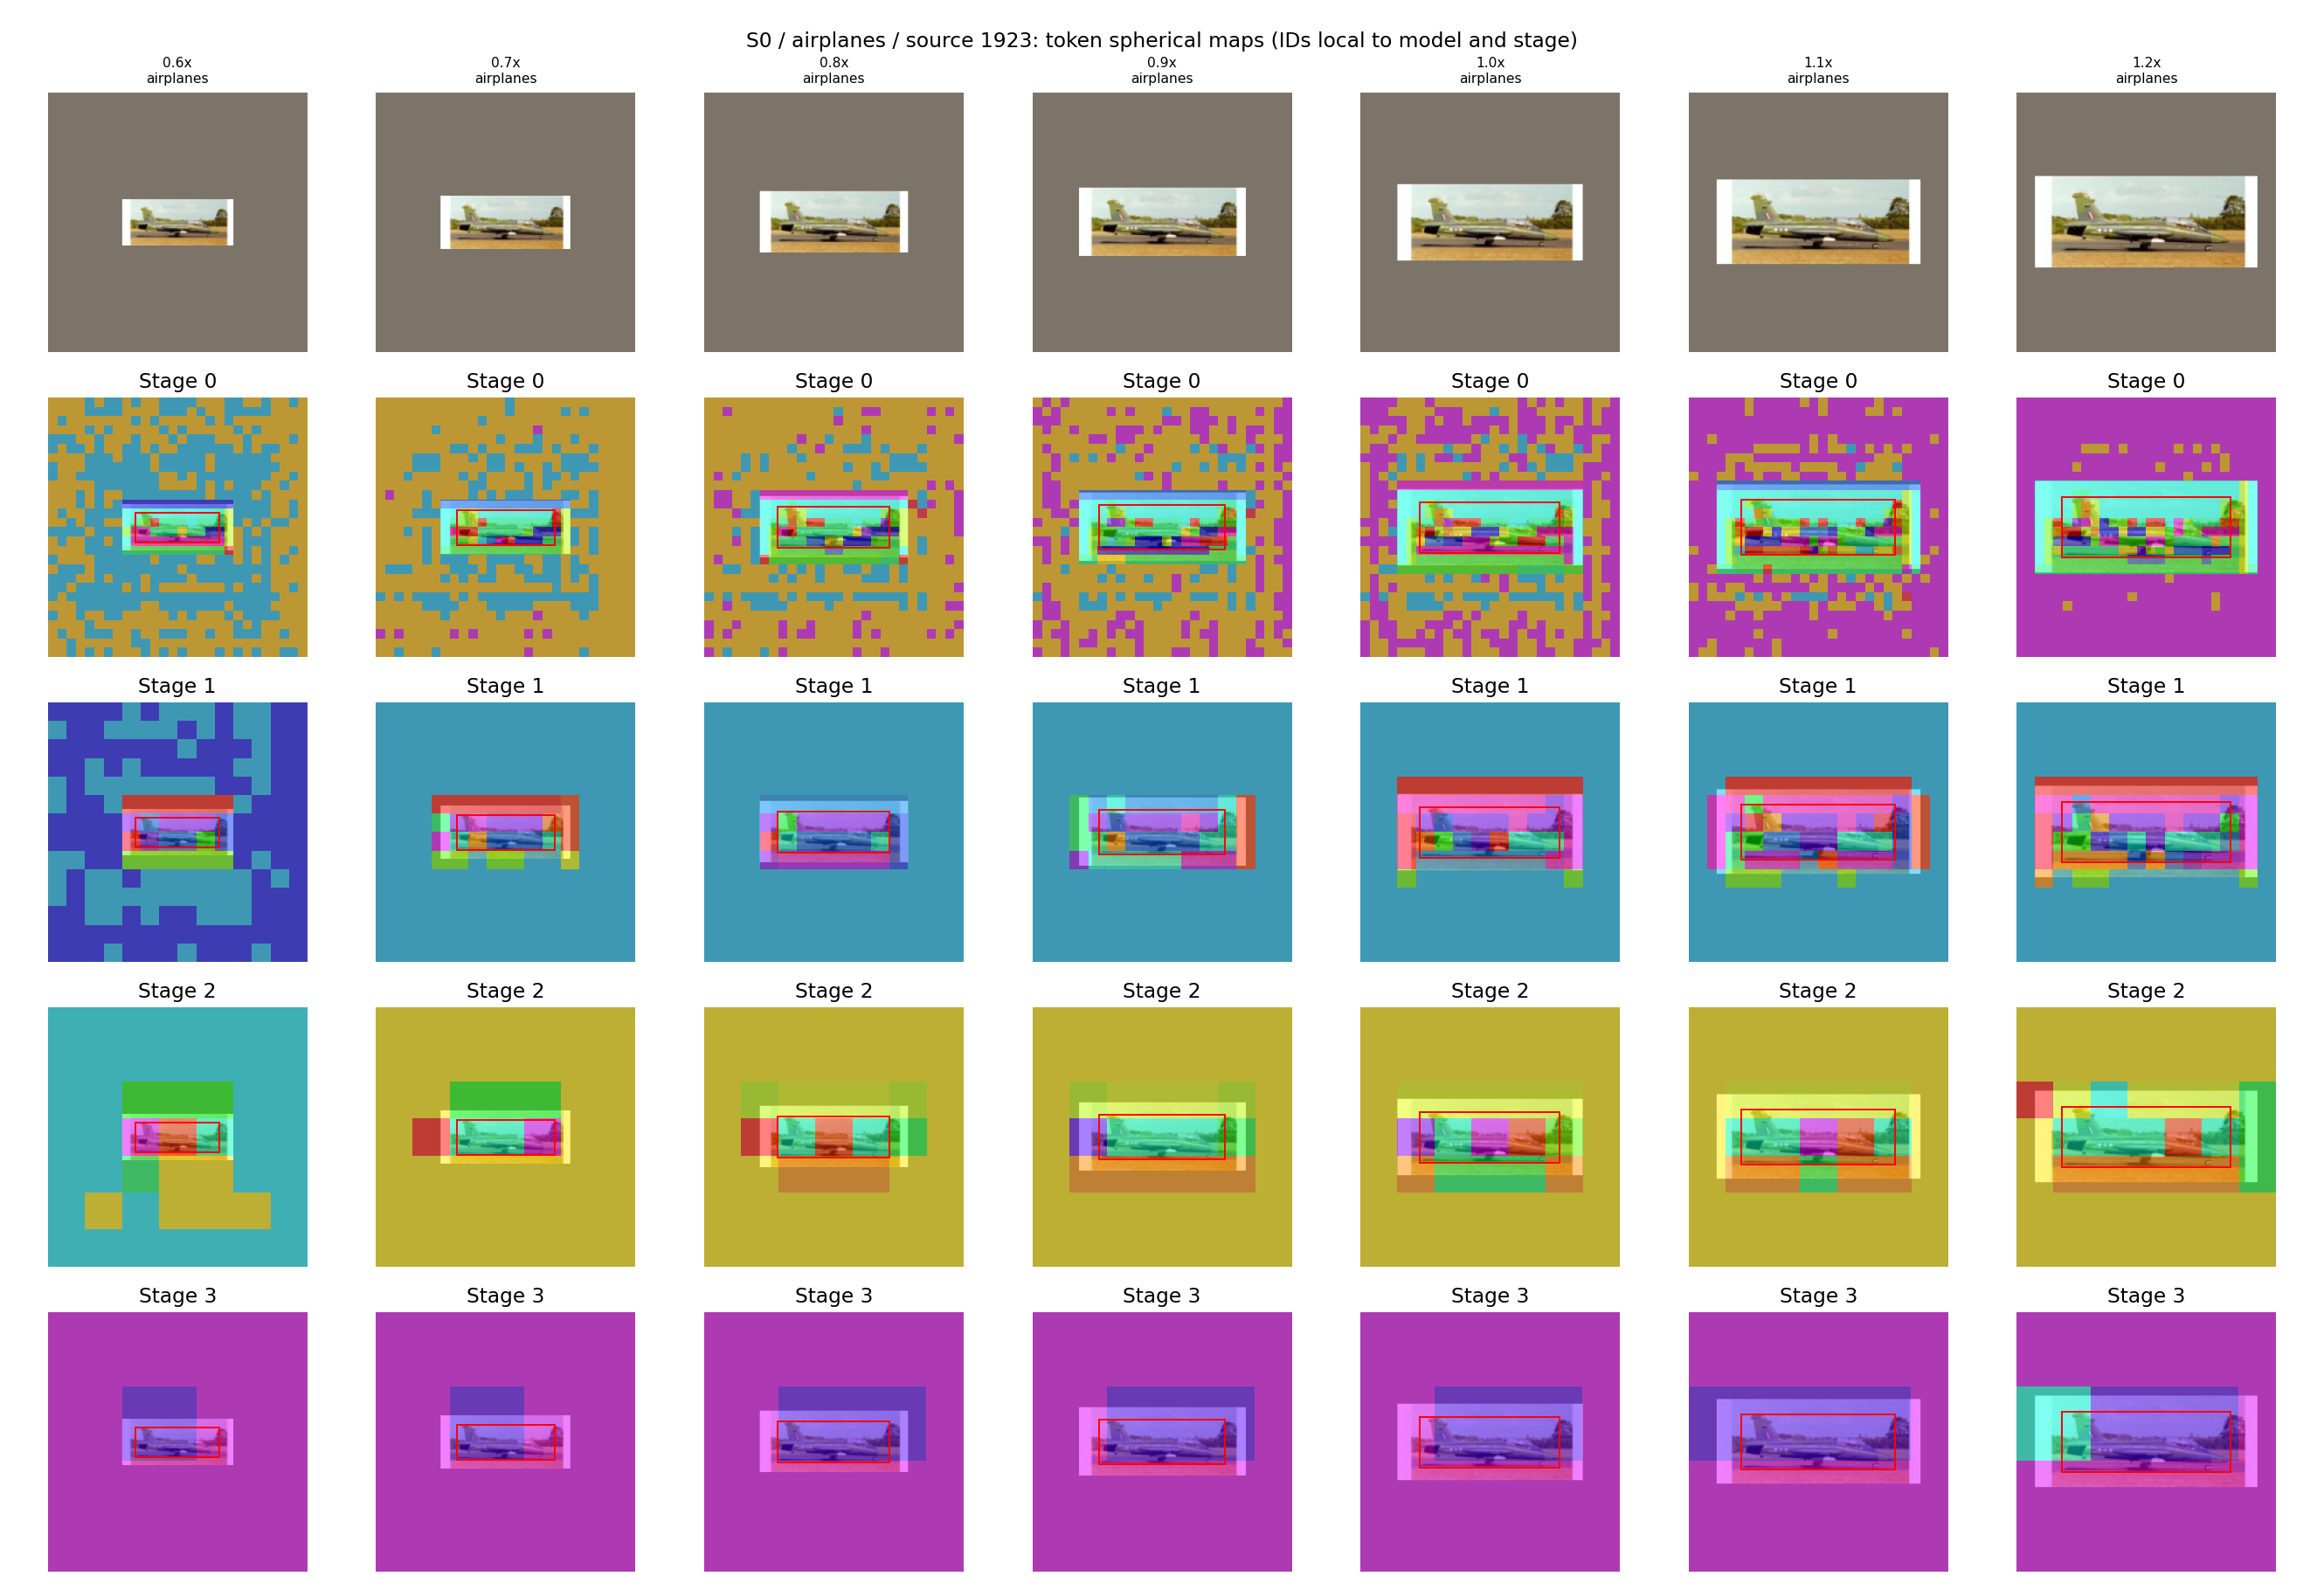 S0 / airplanes / source 1923: token spherical maps (IDs local to model and stage)
0.6x
airplanes
0.7x
airplanes
0.8x
airplanes
0.9x
airplanes
1.0x
airplanes
1.1x
airplanes
1.2x
airplanes
Stage 0
Stage 0
Stage 0
Stage 0
Stage 0
Stage 0
Stage 0
Stage 1
Stage 1
Stage 1
Stage 1
Stage 1
Stage 1
Stage 1
Stage 2
Stage 2
Stage 2
Stage 2
Stage 2
Stage 2
Stage 2
Stage 3
Stage 3
Stage 3
Stage 3
Stage 3
Stage 3
Stage 3